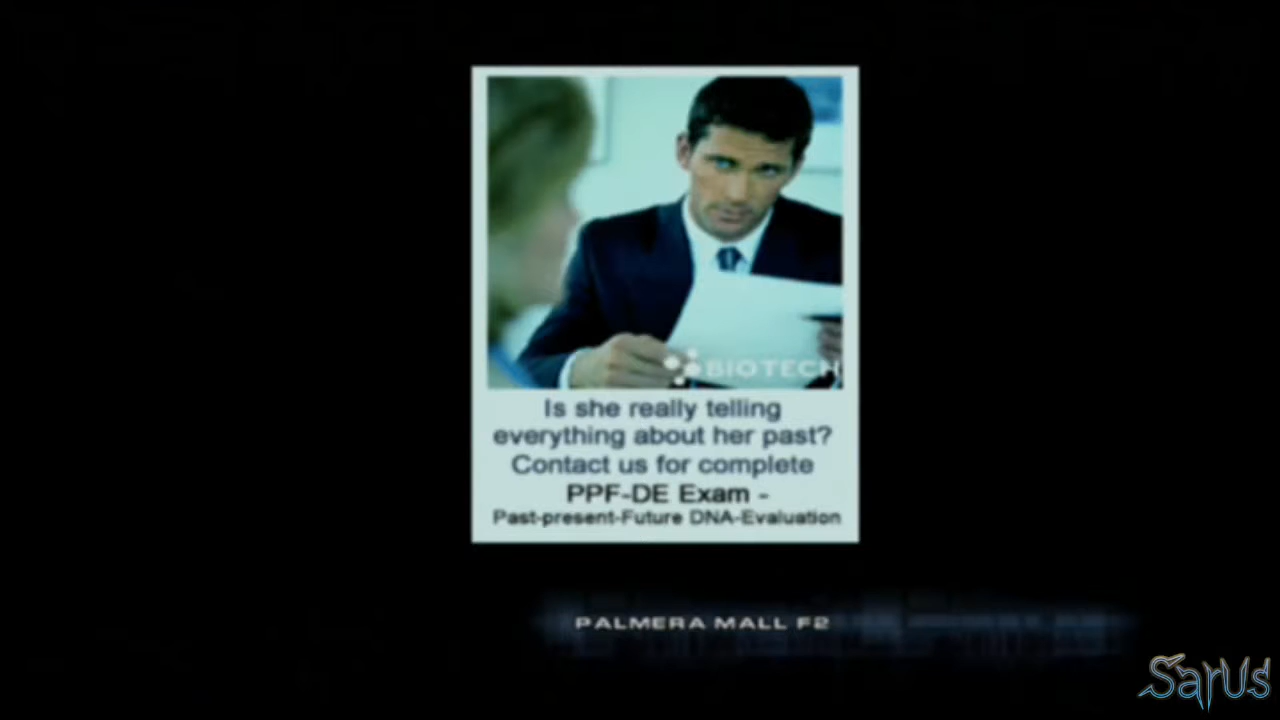 BIOTECH
Is she really telling
everything about her past?
Contact us for complete
PPF-DE Exam -
Past-present-Future DNA-Evaluation
PALMERA MALL F2
Sarus